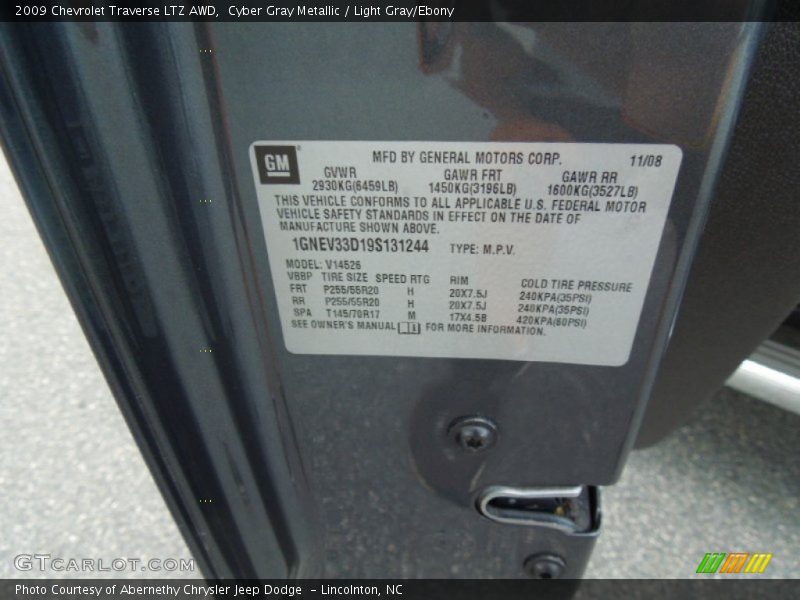 2009 Chevrolet Traverse LTZ AWD, Cyber Gray Metallic / Light Gray/Ebony
GM MFD BY GENERAL MOTORS CORP. 11/08
GVWR GAWR FRT GAWR RR
2930KG(6459LB) 1450KG(3196LB) 1600KG(3527LB)
THIS VEHICLE CONFORMS TO ALL APPLICABLE U.S. FEDERAL MOTOR
VEHICLE SAFETY STANDARDS IN EFFECT ON THE DATE OF
MANUFACTURE SHOWN ABOVE.
1GNEV33D19S131244 TYPE: M.P.V.
MODEL: V14526
VBBP TIRE SIZE SPEED RTG RIM COLD TIRE PRESSURE
FRT P255/55R20 H 20X7.5J 240KPA(35PSI)
RR P255/55R20 H 20X7.5J 240KPA(35PSI)
SPA T145/70R17 M 17X4.5B 420KPA(60PSI)
SEE OWNER'S MANUAL FOR MORE INFORMATION.
GTCarLot.com
Photo Courtesy of Abernethy Chrysler Jeep Dodge - Lincolnton, NC